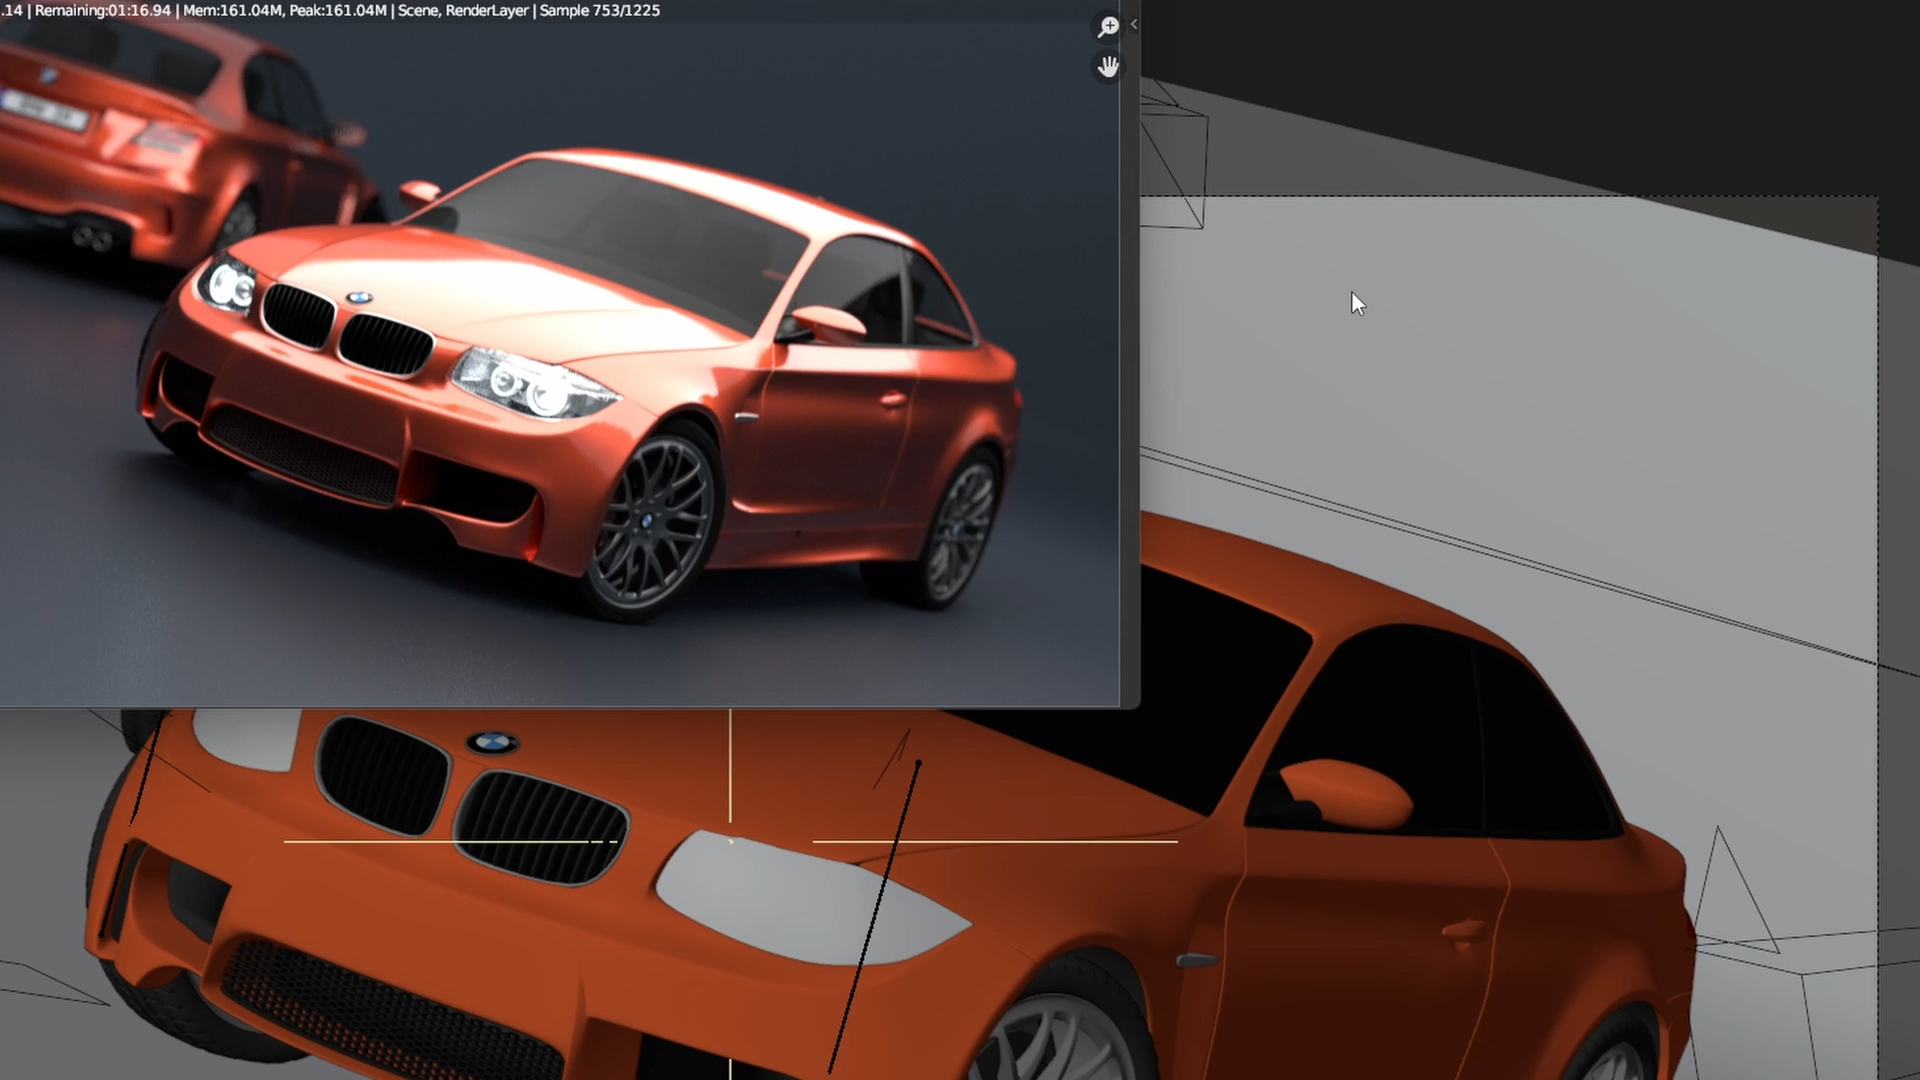 .14 | Remaining:01:16.94 | Mem:161.04M, Peak:161.04M | Scene, RenderLayer | Sample 753/1225